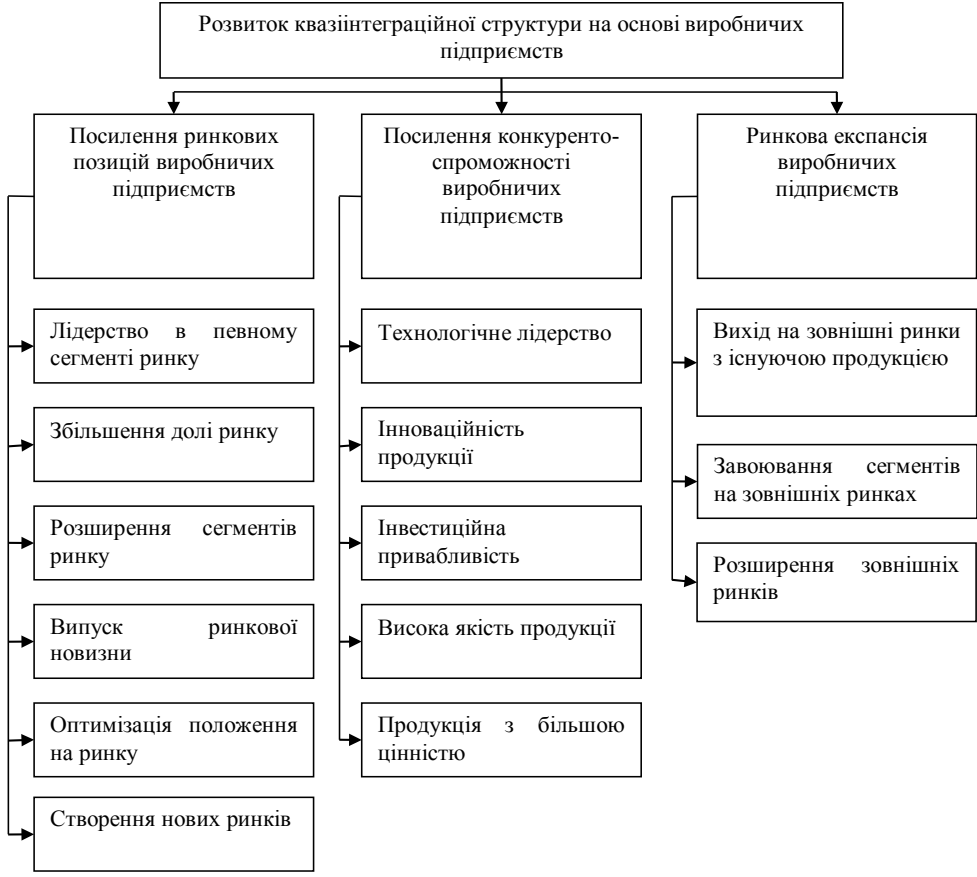 Розвиток квазіінтеграційної структури на основі виробничих
підприємств
Посилення ринкових
позицій виробничих
підприємств
Лідерство в певному
сегменті ринку
Збільшення долі ринку
Розширення сегментів
ринку
Випуск ринкової
новизни
Оптимізація положення
на ринку
Створення нових ринків
Посилення конкуренто-
спроможності
виробничих
підприємств
Технологічне лідерство
Інноваційність
продукції
Інвестиційна
привабливість
Висока якість продукції
Продукція з більшою
цінністю
Ринкова експансія
виробничих
підприємств
Вихід на зовнішні ринки
з існуючою продукцією
Завоювання сегментів
на зовнішніх ринках
Розширення зовнішніх
ринків